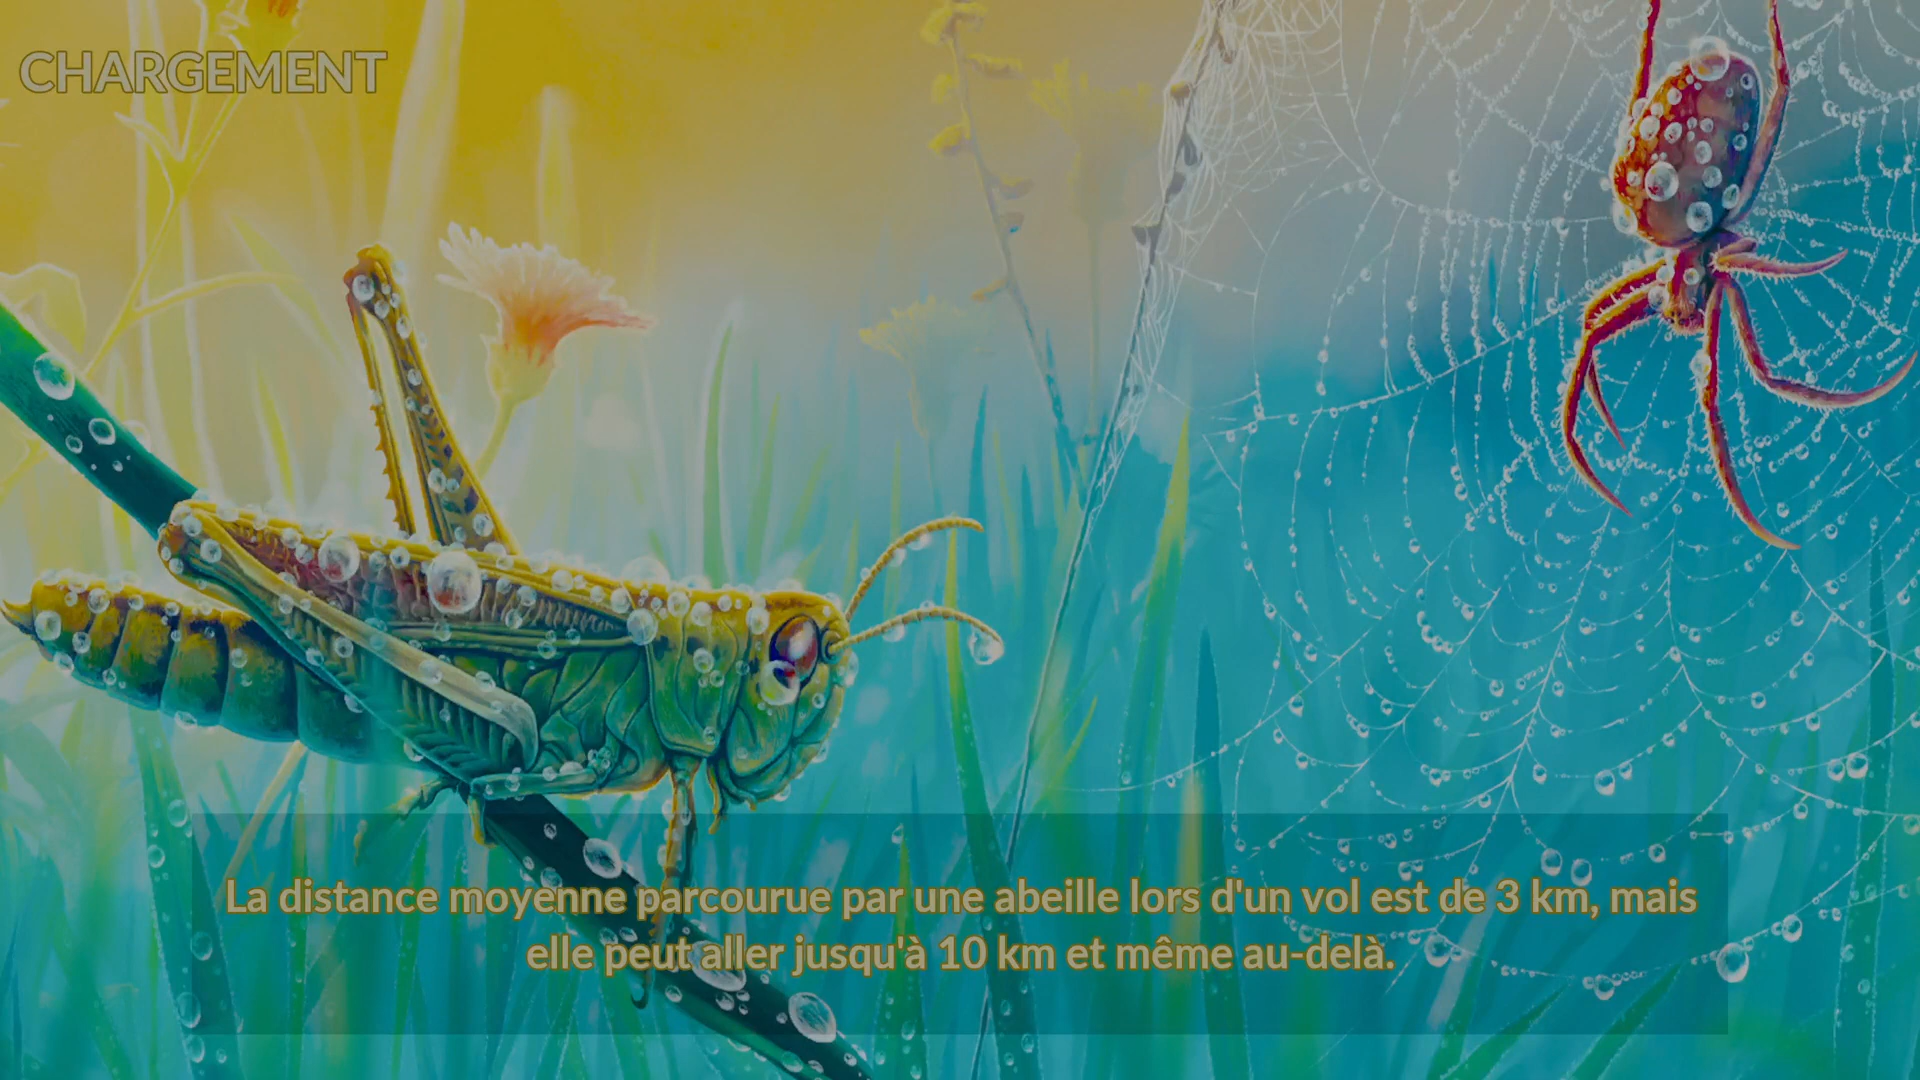 CHARGEMENT
La distance moyenne parcourue par une abeille lors d'un vol est de 3 km, mais
elle peut aller jusqu'à 10 km et même au-delà.